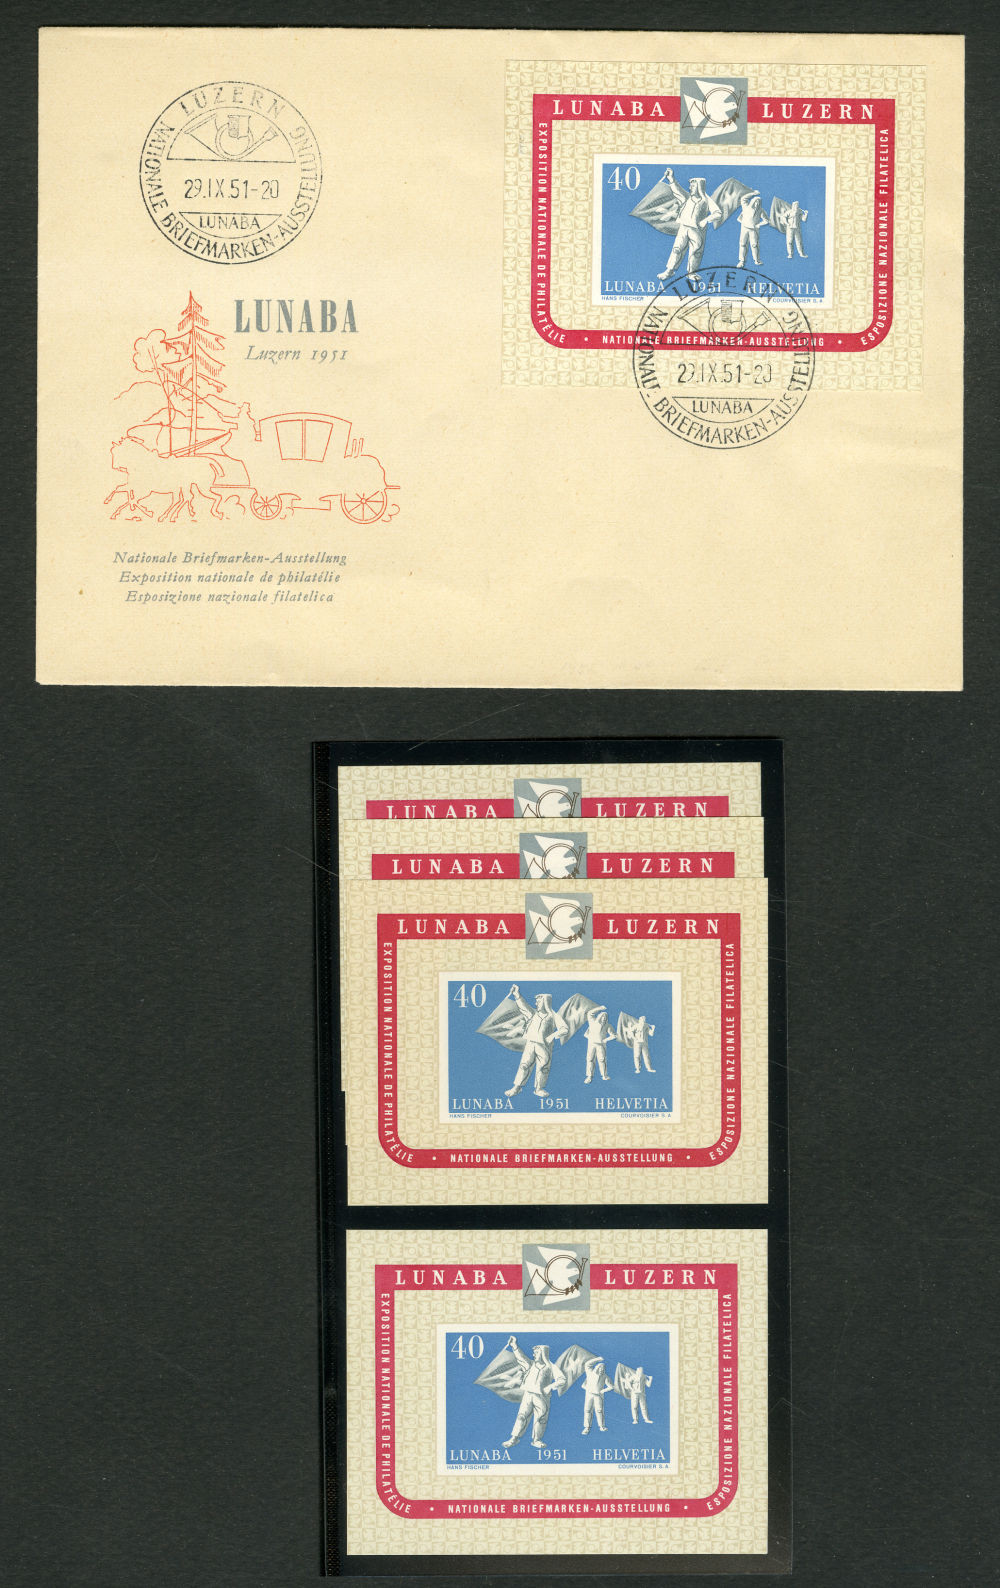 LUZERN
29.IX.51-20
LUNABA
NATIONALE BRIEFMARKEN-AUSSTELLUNG
LUNABA
Luzern 1951
Nationale Briefmarken-Ausstellung
Exposition nationale de philatélie
Esposizione nazionale filatelica
LUNABA LUZERN
EXPOSITION NATIONALE DE PHILATÉLIE
ESPOSIZIONE NAZIONALE FILATELICA
40
LUNABA 1951 HELVETIA
HANS FISCHER COURVOISIER S.A.
• NATIONALE BRIEFMARKEN-AUSSTELLUNG •
LUZERN
29.IX.51-20
LUNABA
NATIONALE BRIEFMARKEN-AUSSTELLUNG
LUNABA LUZERN
LUNABA LUZERN
LUNABA LUZERN
EXPOSITION NATIONALE DE PHILATÉLIE
ESPOSIZIONE NAZIONALE FILATELICA
40
LUNABA 1951 HELVETIA
HANS FISCHER COURVOISIER S.A.
• NATIONALE BRIEFMARKEN-AUSSTELLUNG •
LUNABA LUZERN
EXPOSITION NATIONALE DE PHILATÉLIE
ESPOSIZIONE NAZIONALE FILATELICA
40
LUNABA 1951 HELVETIA
HANS FISCHER COURVOISIER S.A.
• NATIONALE BRIEFMARKEN-AUSSTELLUNG •